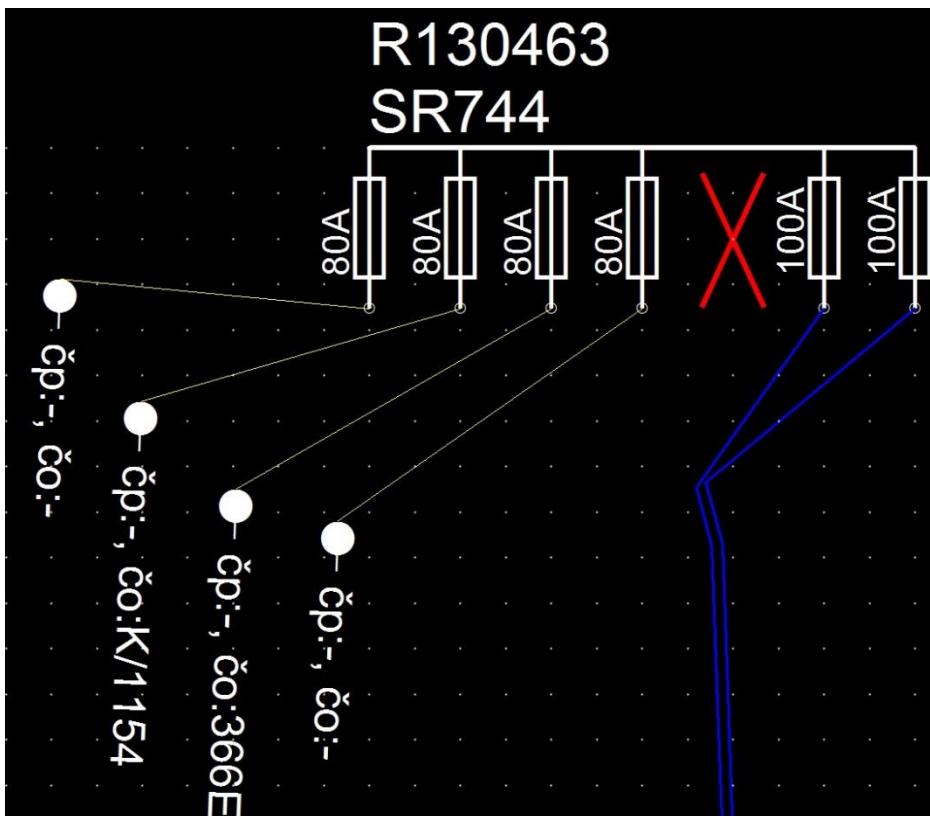 R130463
SR744
80A
80A
80A
80A
100A
100A
čp:-, čo:-
čp:-, čo:K/1154
čp:-, čo:366E
čp:-, čo:-